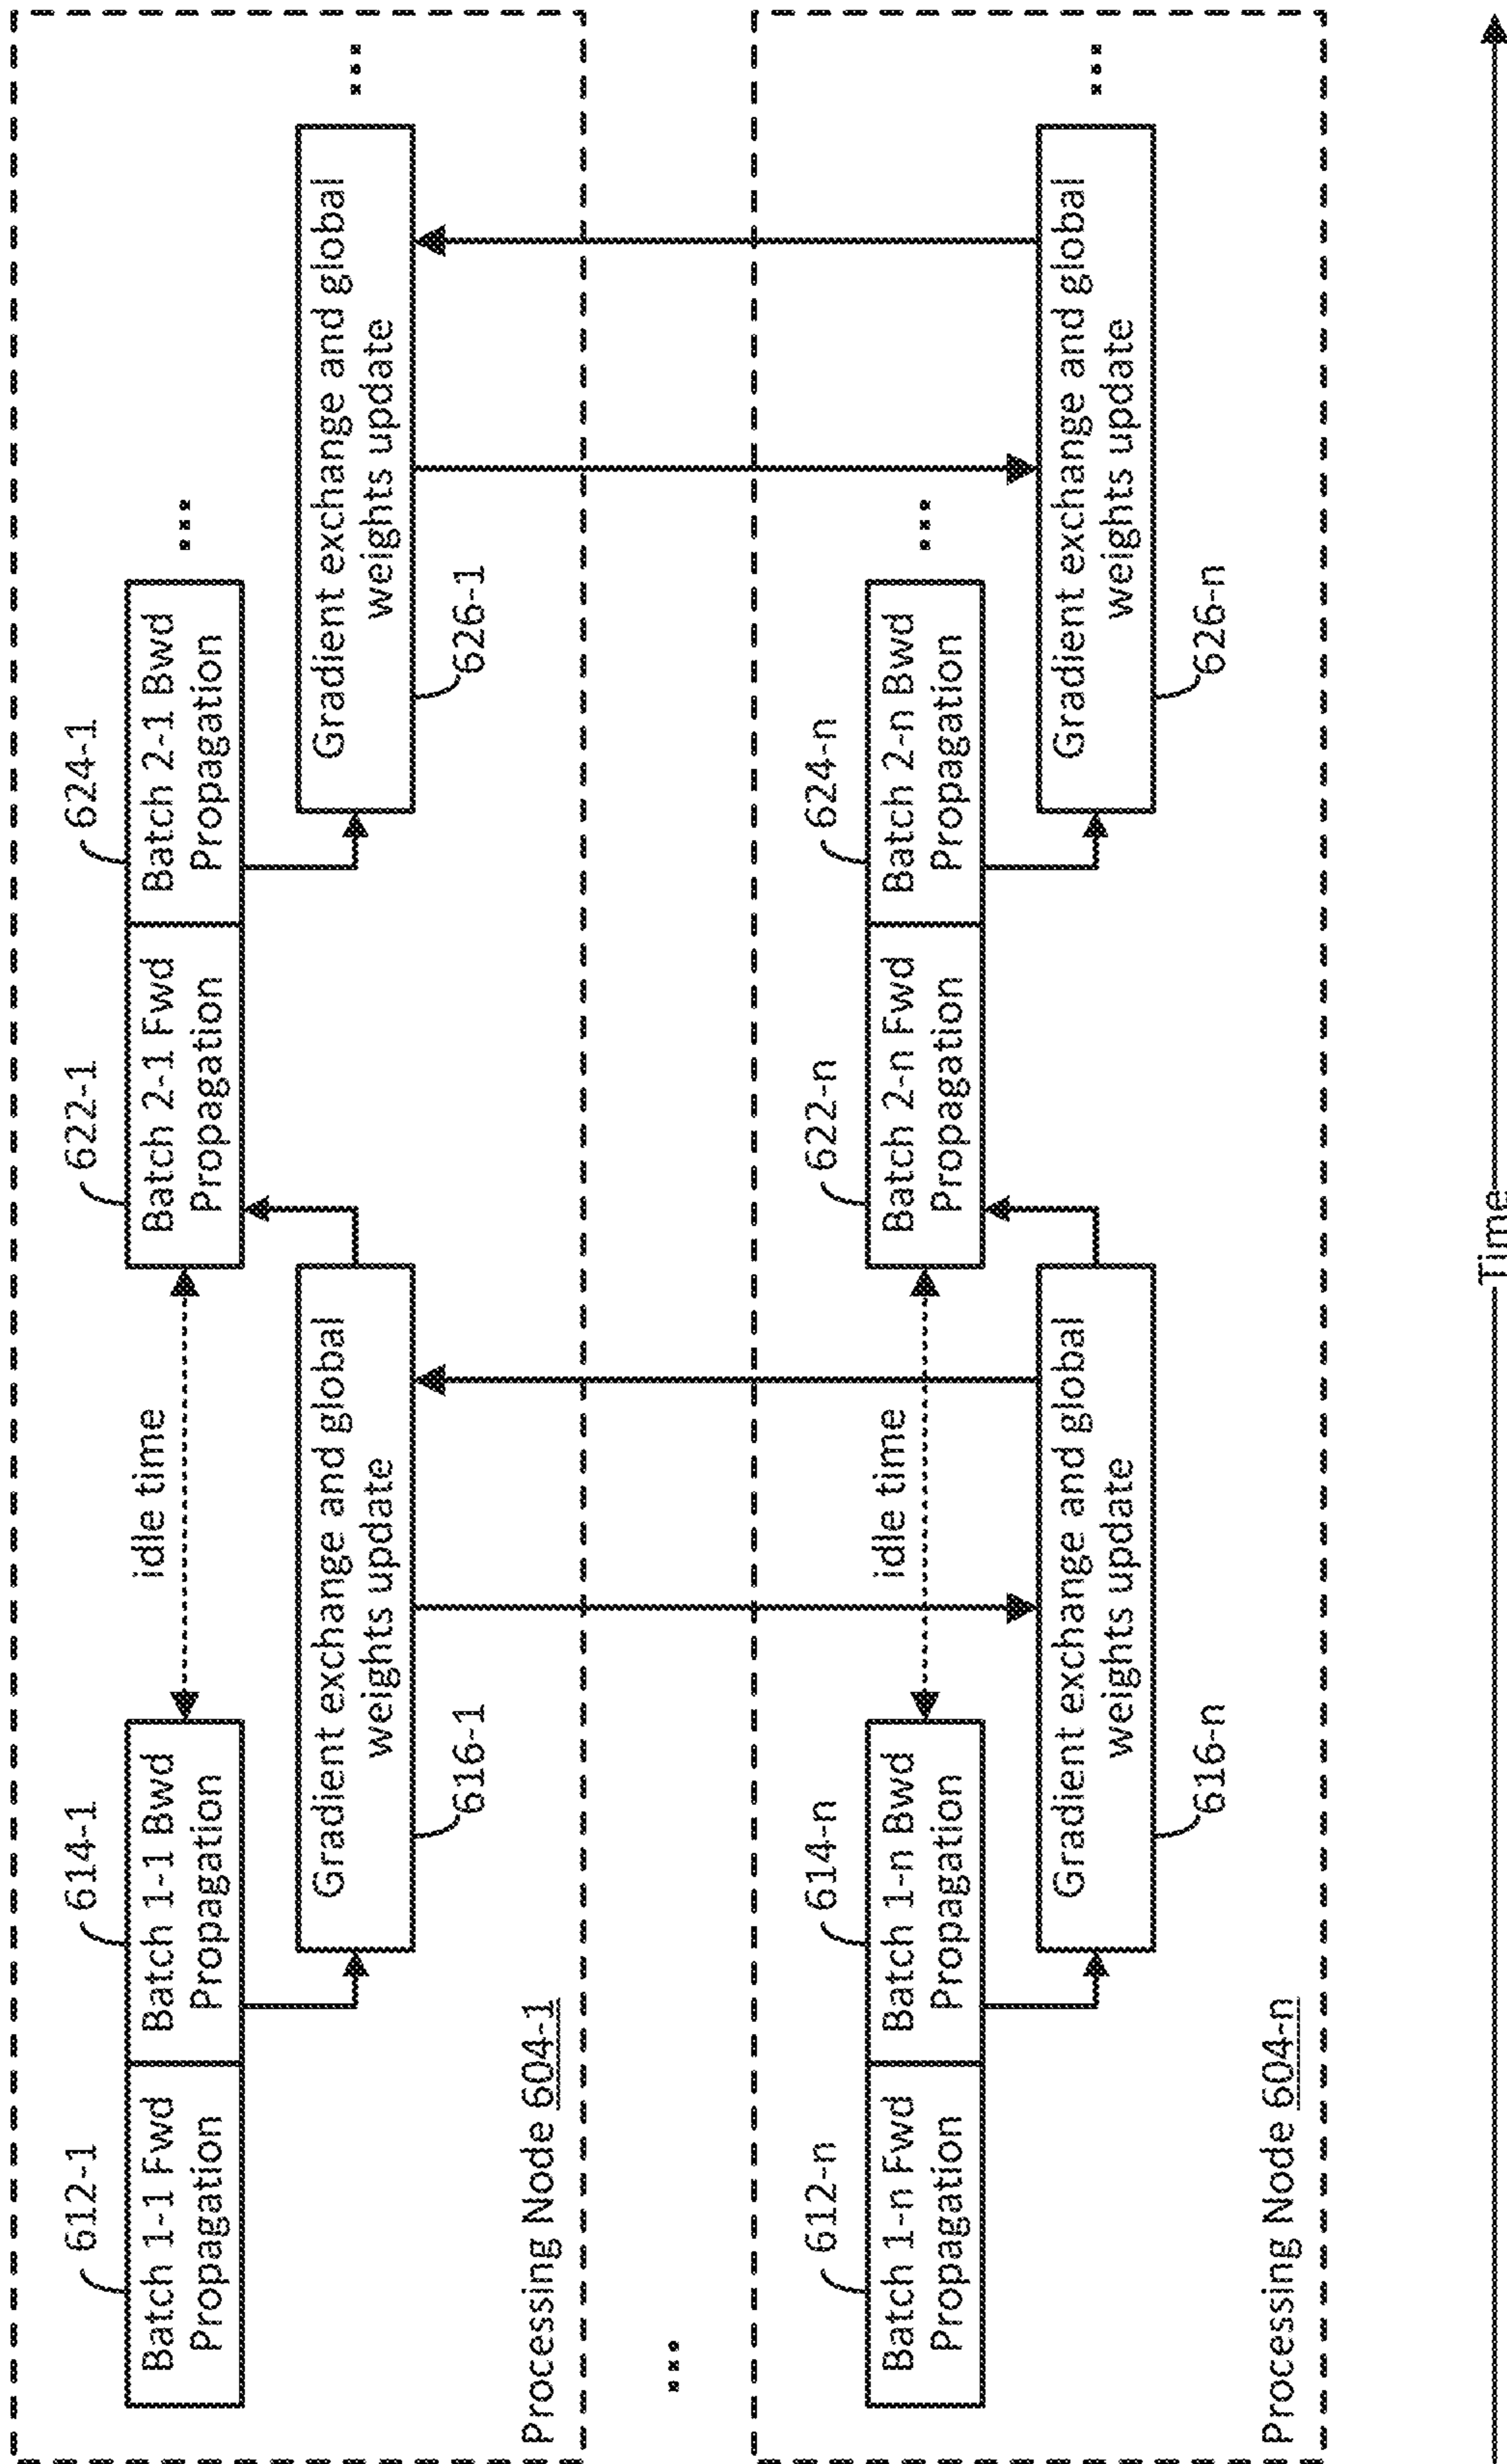 612-1
614-1
622-1
624-1
Batch 1-1 Fwd
Propagation
Batch 1-1 Bwd
Propagation
idle time
Batch 2-1 Fwd
Propagation
Batch 2-1 Bwd
Propagation
...
Gradient exchange and global
weights update
Gradient exchange and global
weights update
...
616-1
626-1
Processing Node 604-1
...
612-n
614-n
622-n
624-n
Batch 1-n Fwd
Propagation
Batch 1-n Bwd
Propagation
idle time
Batch 2-n Fwd
Propagation
Batch 2-n Bwd
Propagation
...
Gradient exchange and global
weights update
Gradient exchange and global
weights update
...
616-n
626-n
Processing Node 604-n
Time